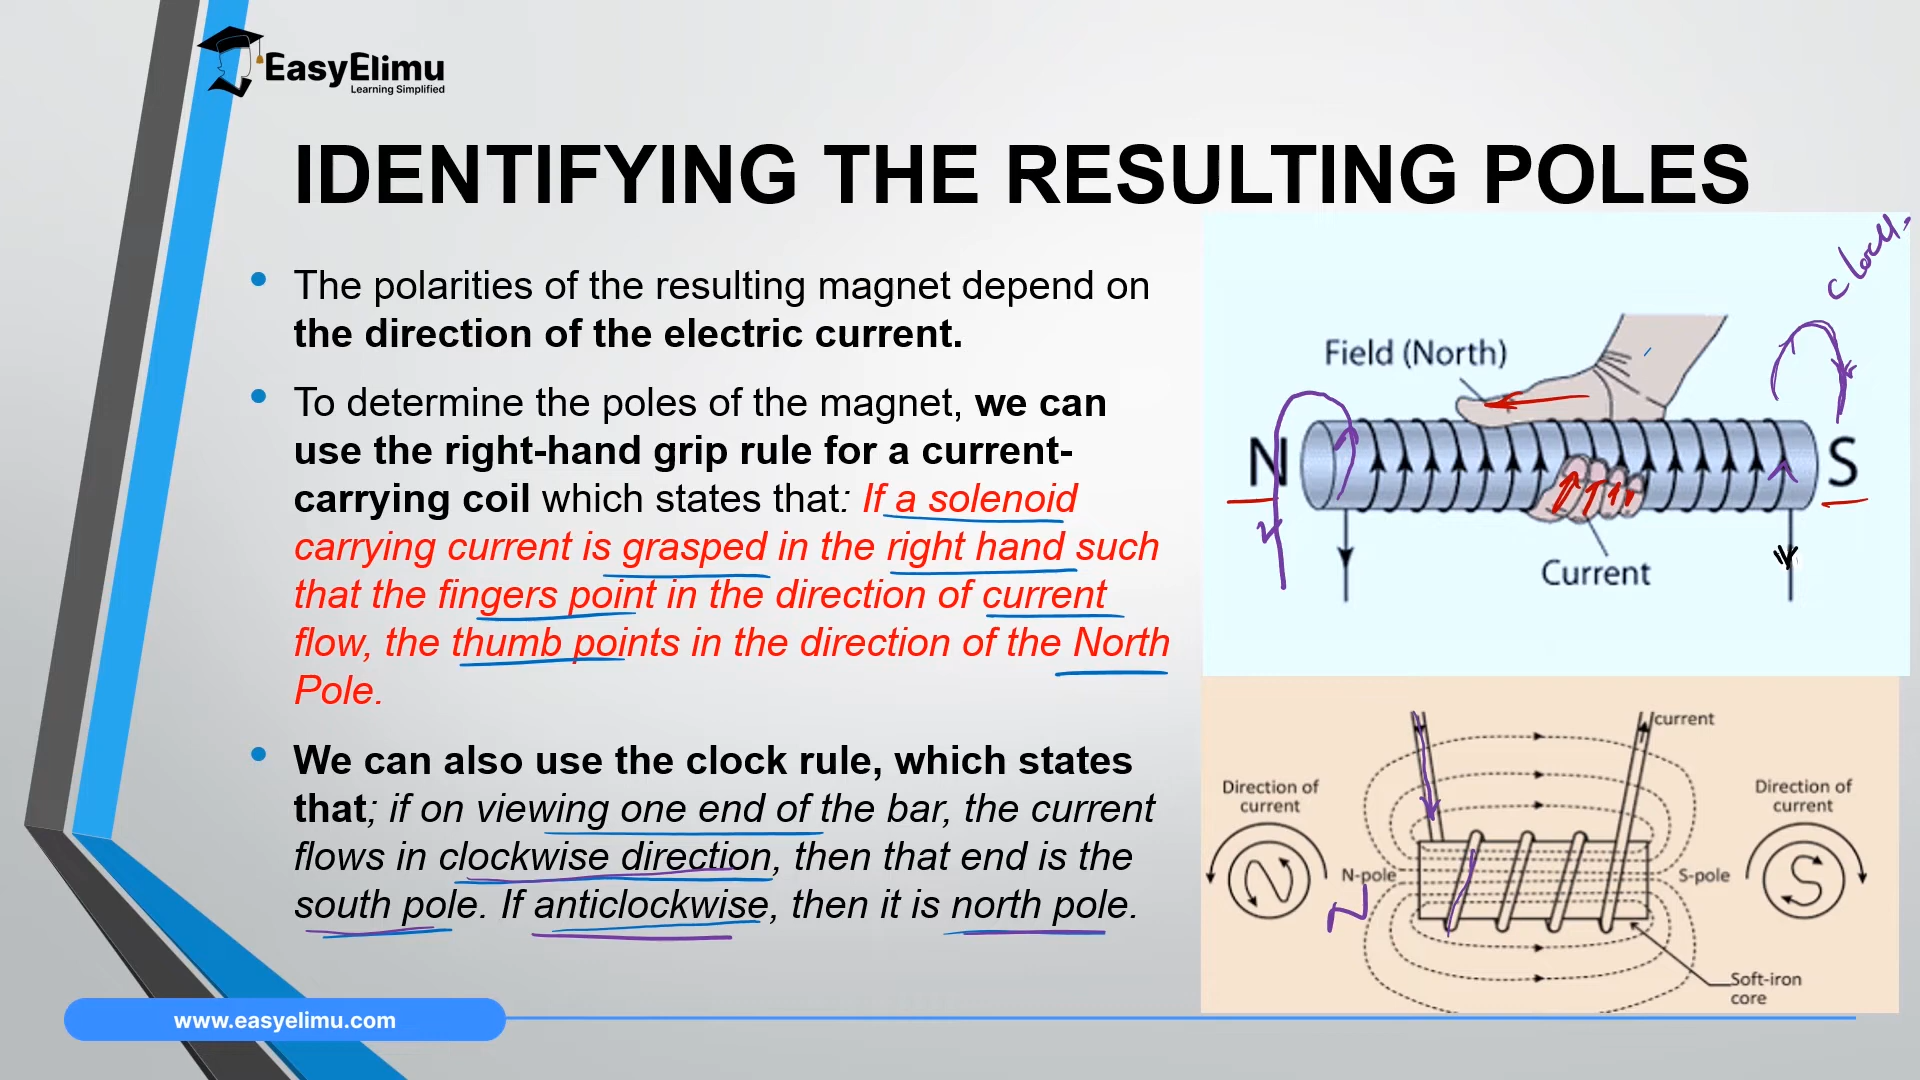 EasyElimu
Learning Simplified
IDENTIFYING THE RESULTING POLES
• The polarities of the resulting magnet depend on
the direction of the electric current.
• To determine the poles of the magnet, we can
use the right-hand grip rule for a current-
carrying coil which states that: If a solenoid
carrying current is grasped in the right hand such
that the fingers point in the direction of current
flow, the thumb points in the direction of the North
Pole.
• We can also use the clock rule, which states
that; if on viewing one end of the bar, the current
flows in clockwise direction, then that end is the
south pole. If anticlockwise, then it is north pole.
Field (North)
N
S
Current
current
Direction of
current
N
N-pole
N
S-pole
Direction of
current
S
Soft-iron
core
www.easyelimu.com